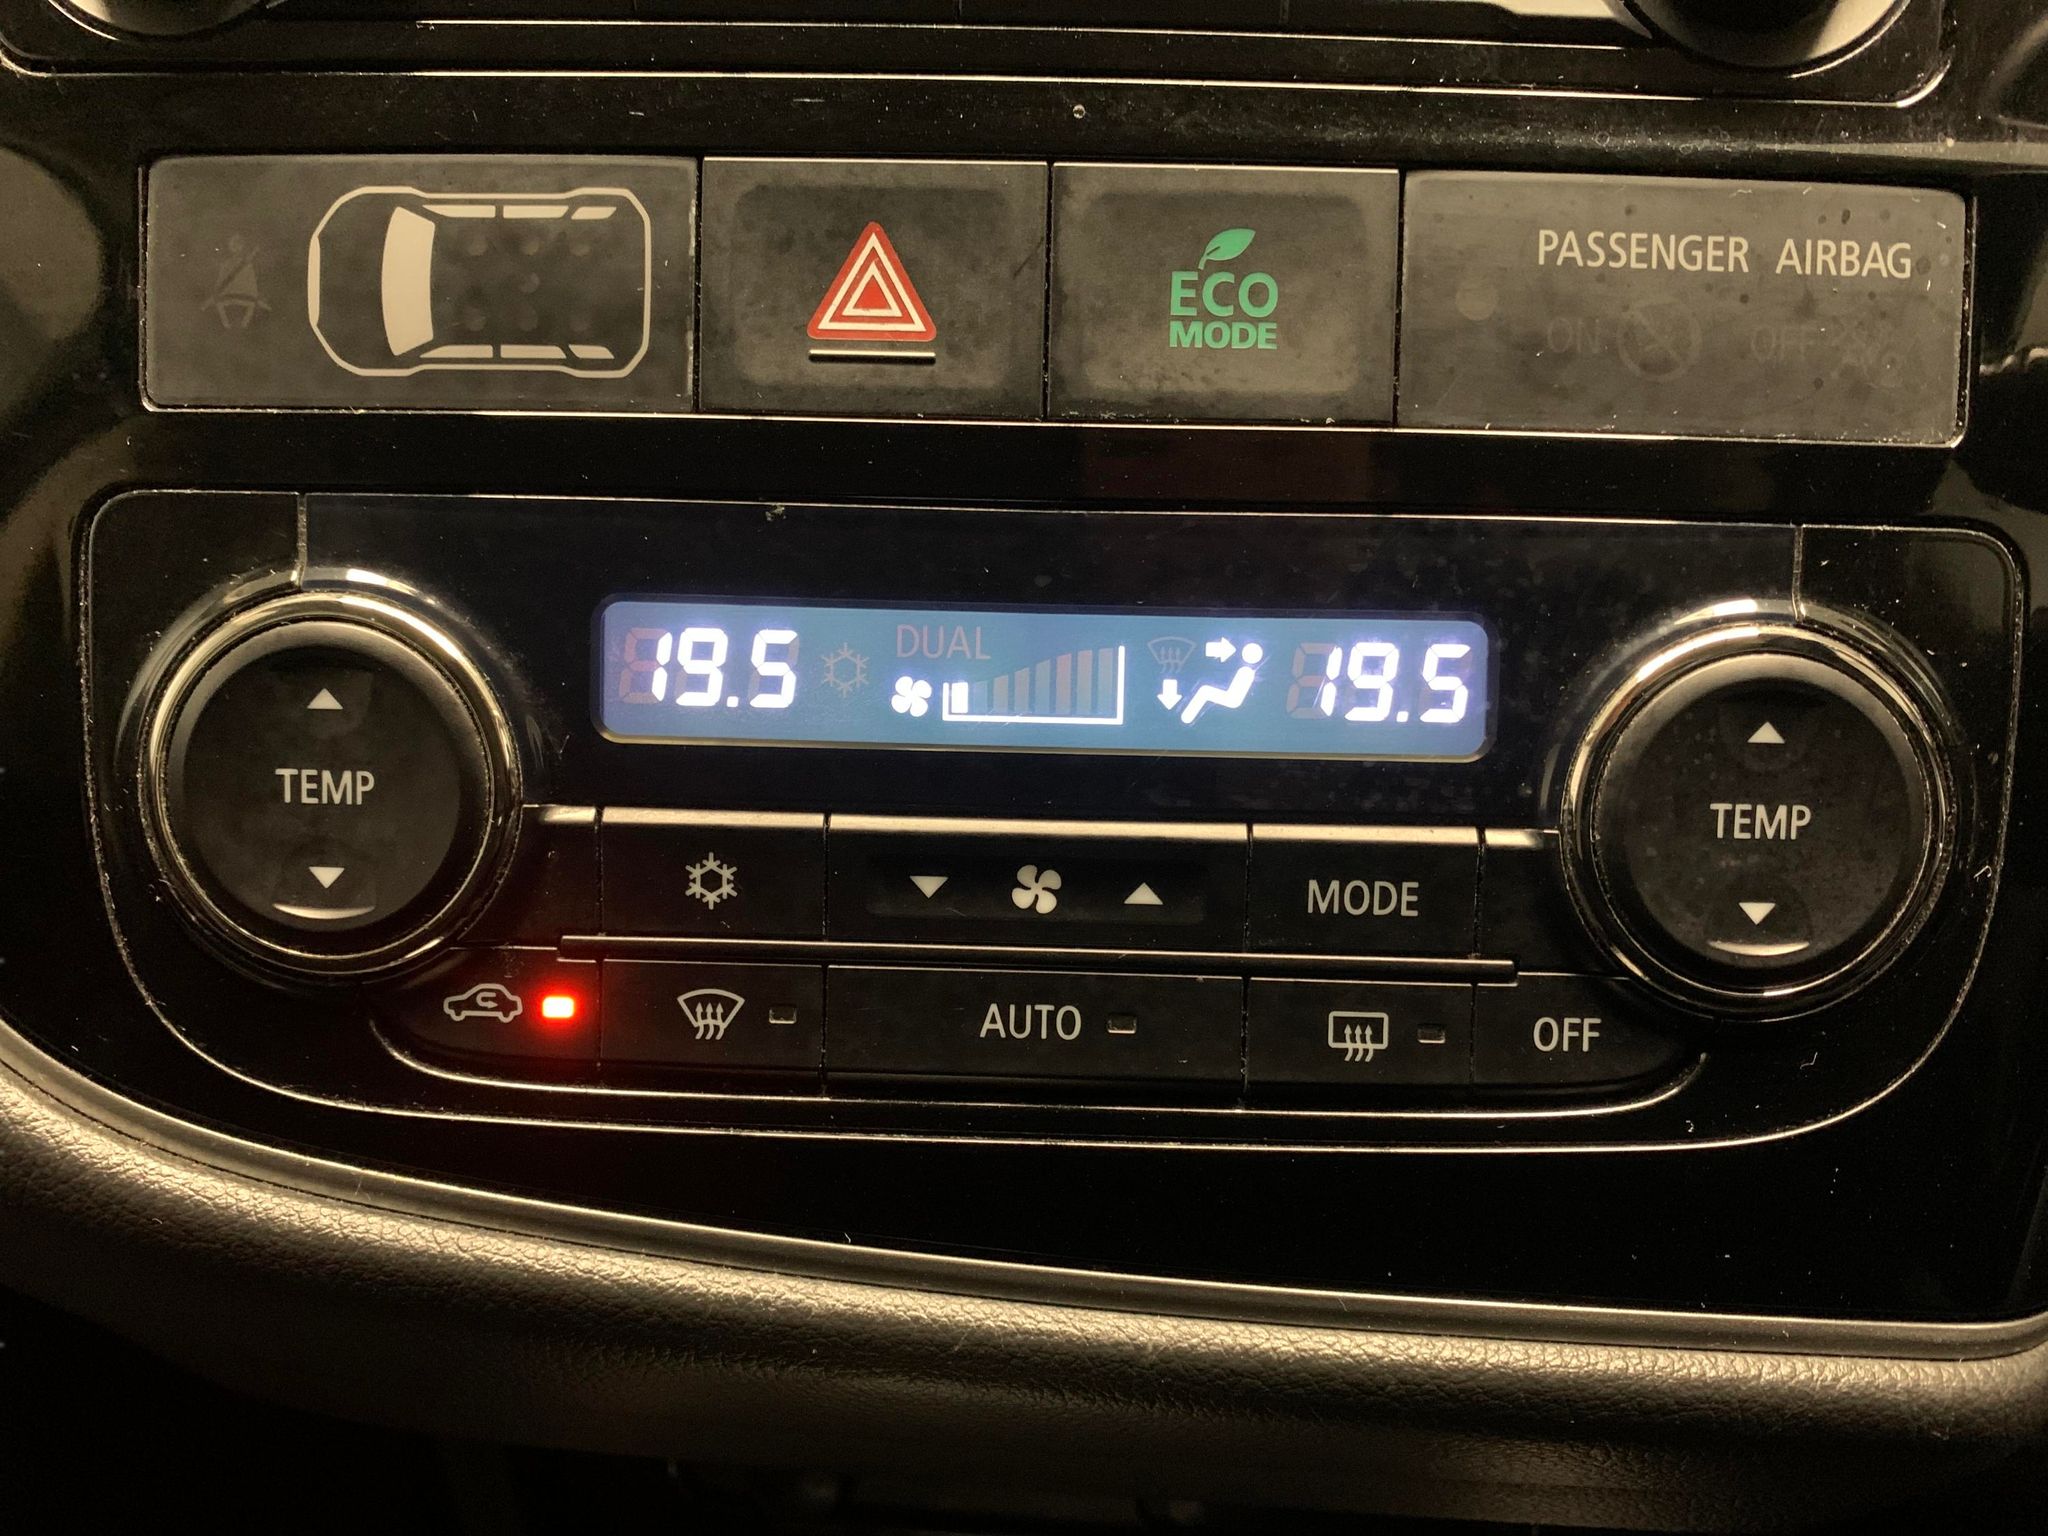 PASSENGER AIRBAG
ECO
MODE
ON OFF
DUAL
19.5 19.5
TEMP
TEMP
MODE
AUTO
OFF